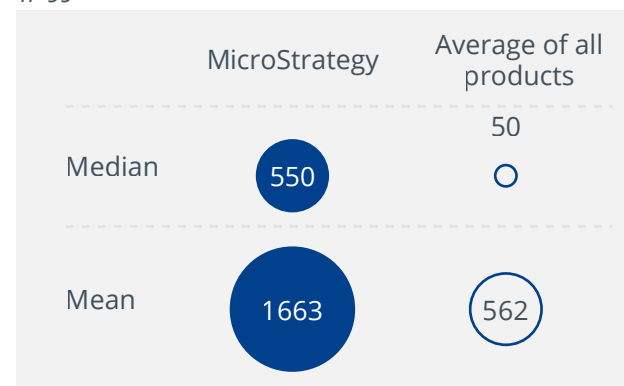 MicroStrategy
Average of all
products
50
Median
550
Mean
1663
562